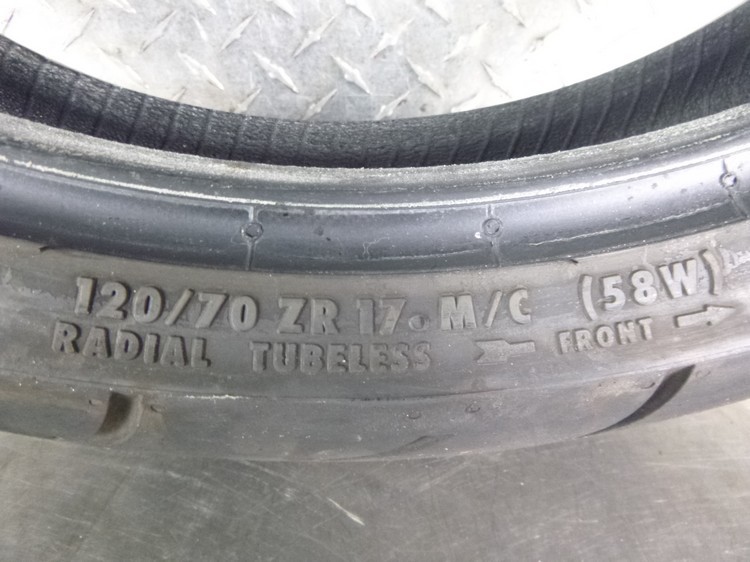 120/70 ZR 17 M/C (58W)
RADIAL TUBELESS FRONT